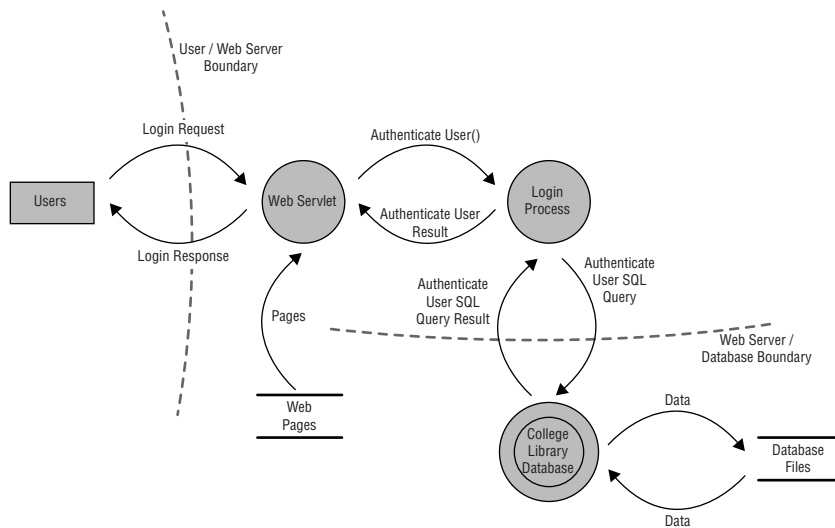 User / Web Server
Boundary
Login Request
Authenticate User()
Users
Web Servlet
Login
Process
Authenticate User
Result
Login Response
Authenticate
User SQL
Query Result
Authenticate
User SQL
Query
Pages
Web Server /
Database Boundary
Web
Pages
Data
College
Library
Database
Database
Files
Data